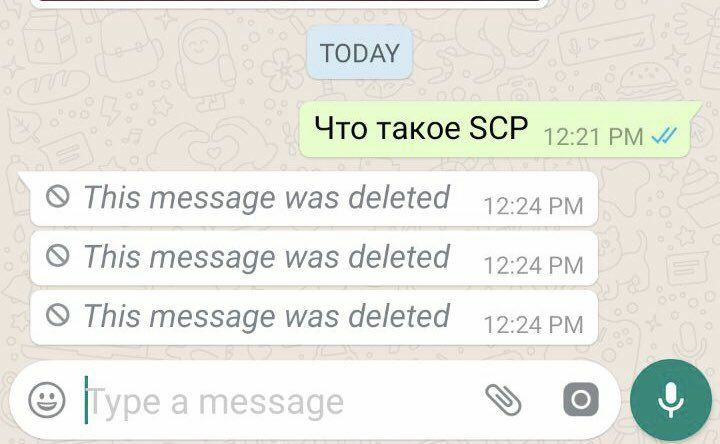 TODAY
Что такое SCP 12:21 PM
This message was deleted 12:24 PM
This message was deleted 12:24 PM
This message was deleted 12:24 PM
Type a message